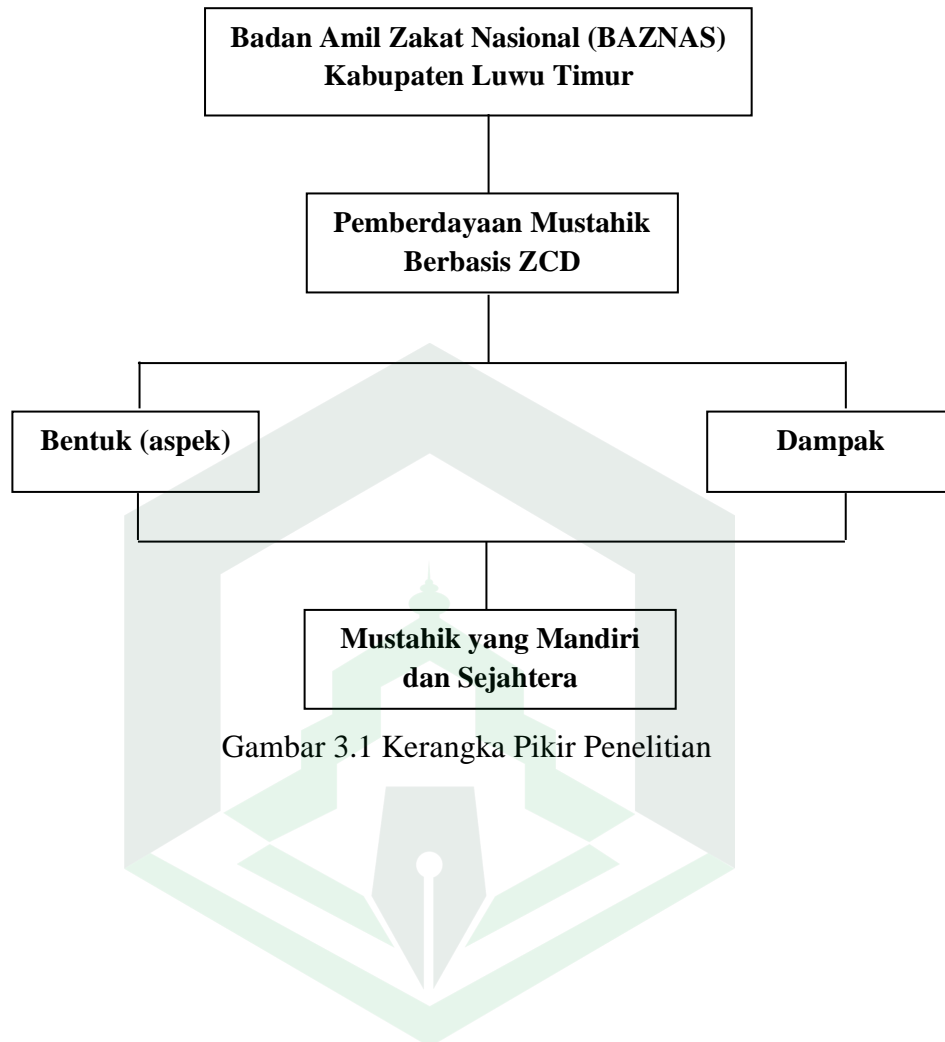 Badan Amil Zakat Nasional (BAZNAS)
Kabupaten Luwu Timur
Pemberdayaan Mustahik
Berbasis ZCD
Bentuk (aspek)
Dampak
Mustahik yang Mandiri
dan Sejahtera
Gambar 3.1 Kerangka Pikir Penelitian